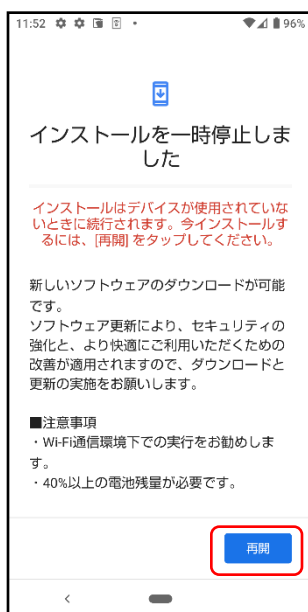 11:52
96%
インストールを一時停止しま
した
インストールはデバイスが使用されていな
いときに続行されます。今インストールす
るには、[再開] をタップしてください。
新しいソフトウェアのダウンロードが可能
です。
ソフトウェア更新により、セキュリティの
強化と、より快適にご利用いただくための
改善が適用されますので、ダウンロードと
更新の実施をお願いします。
■注意事項
・Wi-Fi通信環境下での実行をお勧めしま
す。
・40%以上の電池残量が必要です。
再開